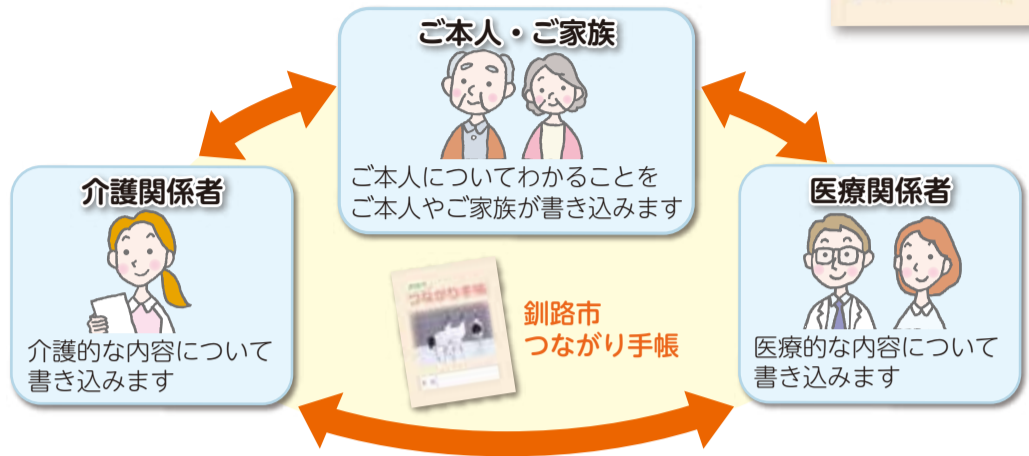 ご本人・ご家族
ご本人についてわかることを
ご本人やご家族が書き込みます
介護関係者
介護的な内容について
書き込みます
医療関係者
医療的な内容について
書き込みます
つながり手帳
釧路市
つながり手帳